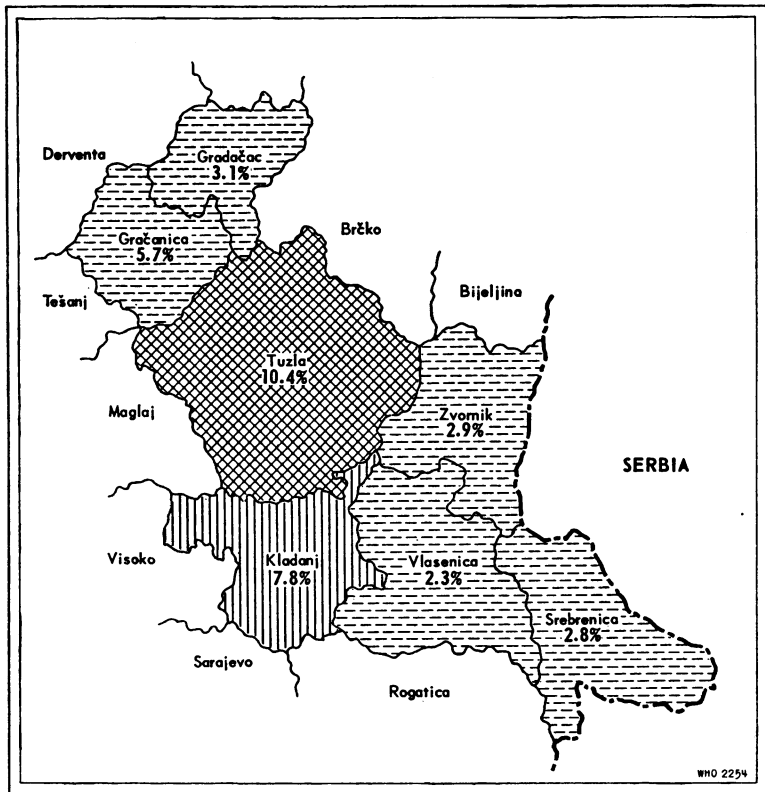 Derventa
Gradačac
3.1%
Gračanica
5.7%
Brčko
Tešanj
Bijeljina
Tuzla
10.4%
Maglaj
Zvornik
2.9%
SERBIA
Visoko
Kladanj
7.8%
Vlasenica
2.3%
Srebrenica
2.8%
Sarajevo
Rogatica
WHO 2254